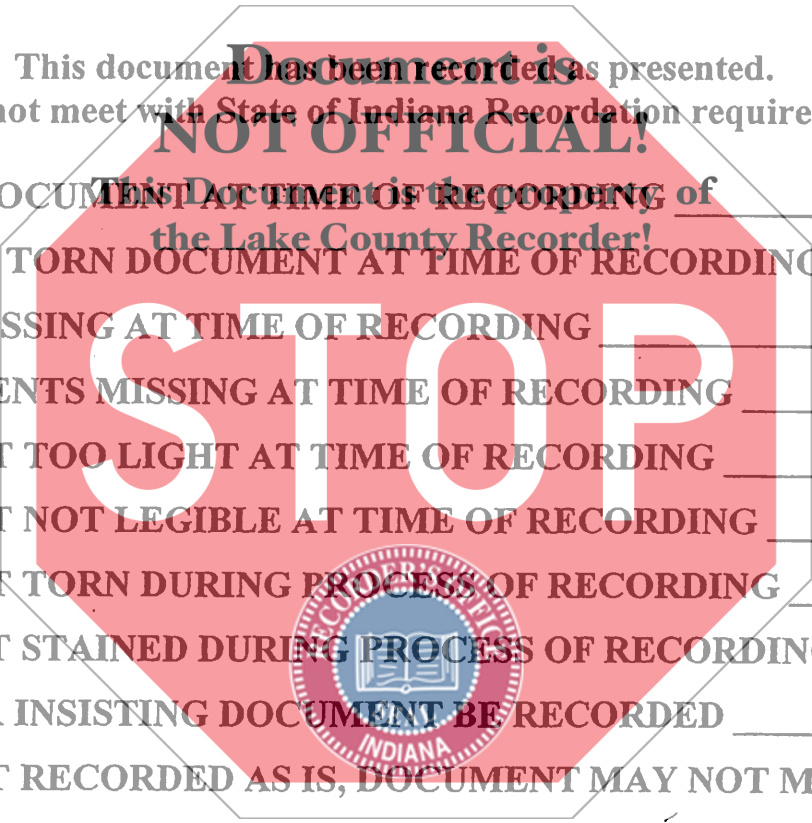 Document is
This document has been recorded as presented.
not meet with State of Indiana Recordation require
NOT OFFICIAL!
OCUMENT AT TIME OF RECORDING
This Document is the property of
the Lake County Recorder!
TORN DOCUMENT AT TIME OF RECORDING
SSING AT TIME OF RECORDING
ENTS MISSING AT TIME OF RECORDING
STOP
T TOO LIGHT AT TIME OF RECORDING
T NOT LEGIBLE AT TIME OF RECORDING
T TORN DURING PROCESS OF RECORDING
RECORDER'S OFFICE
T STAINED DURING PROCESS OF RECORDING
R INSISTING DOCUMENT BE RECORDED
INDIANA
T RECORDED AS IS, DOCUMENT MAY NOT M